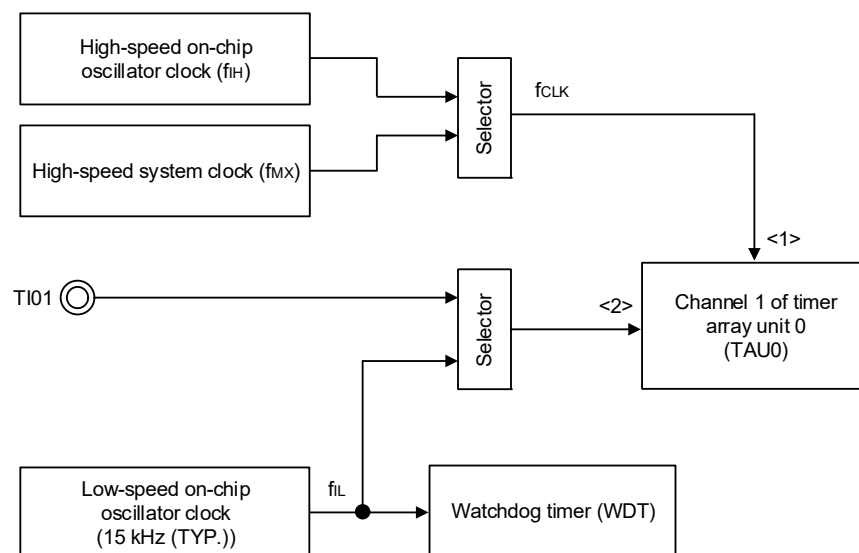 High-speed on-chip
oscillator clock (fIH)
Selector
fCLK
High-speed system clock (fMX)
<1>
TI01
Selector
<2>
Channel 1 of timer
array unit 0
(TAU0)
Low-speed on-chip
oscillator clock
(15 kHz (TYP.))
fIL
Watchdog timer (WDT)